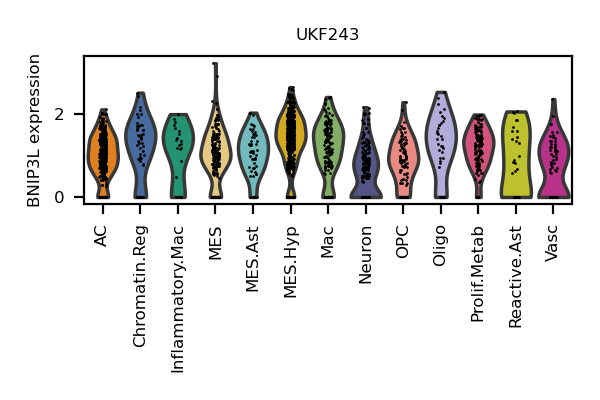 UKF243
BNIP3L expression
2
0
AC
Chromatin.Reg
Inflammatory.Mac
MES
MES.Ast
MES.Hyp
Mac
Neuron
OPC
Oligo
Prolif.Metab
Reactive.Ast
Vasc